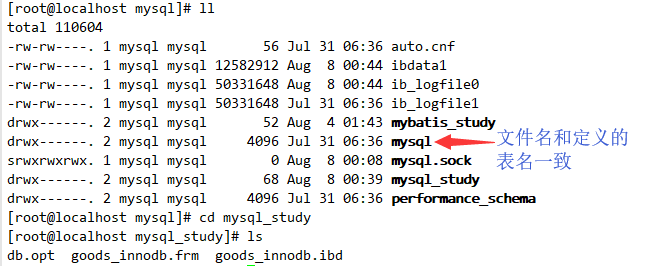 [root@localhost mysql]# ll
total 110604
-rw-rw----. 1 mysql mysql       56 Jul 31 06:36 auto.cnf
-rw-rw----. 1 mysql mysql 12582912 Aug  8 00:44 ibdata1
-rw-rw----. 1 mysql mysql 50331648 Aug  8 00:44 ib_logfile0
-rw-rw----. 1 mysql mysql 50331648 Jul 31 06:36 ib_logfile1
drwx------. 2 mysql mysql       52 Aug  4 01:43 mybatis_study
drwx------. 2 mysql mysql     4096 Jul 31 06:36 mysql 文件名和定义的
srwxrwxrwx. 1 mysql mysql        0 Aug  8 00:08 mysql.sock 表名一致
drwx------. 2 mysql mysql       68 Aug  8 00:39 mysql_study
drwx------. 2 mysql mysql     4096 Jul 31 06:36 performance_schema
[root@localhost mysql]# cd mysql_study
[root@localhost mysql_study]# ls
db.opt  goods_innodb.frm  goods_innodb.ibd